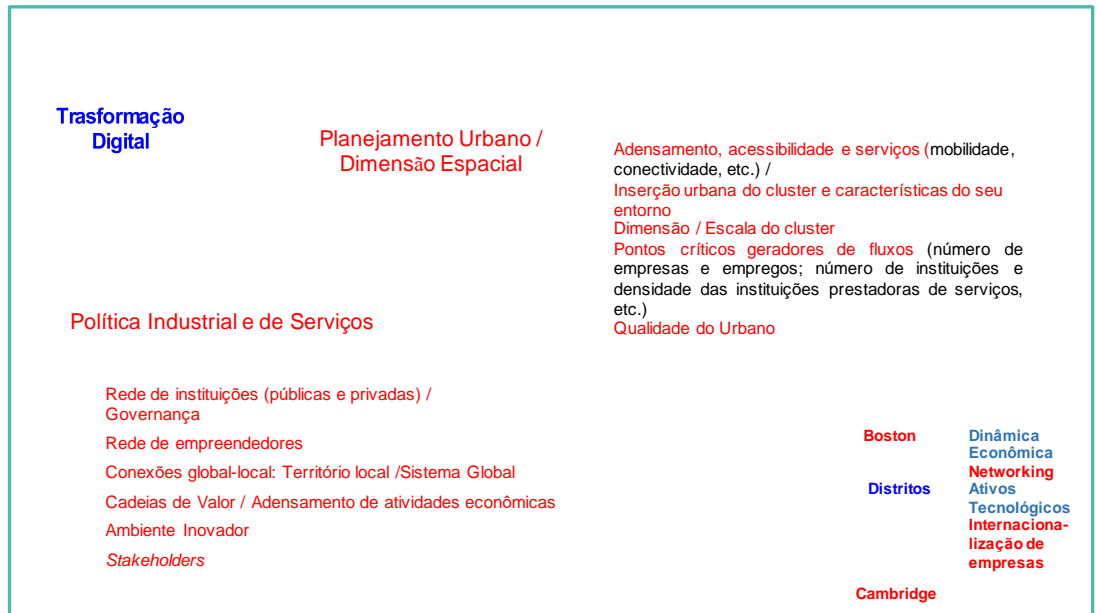 Trasformação
Digital
Planejamento Urbano /
Dimensão Espacial
Adensamento, acessibilidade e serviços (mobilidade,
conectividade, etc.) /
Inserção urbana do cluster e características do seu
entorno
Dimensão / Escala do cluster
Pontos críticos geradores de fluxos (número de
empresas e empregos; número de instituições e
densidade das instituições prestadoras de serviços,
etc.)
Qualidade do Urbano
Política Industrial e de Serviços
Rede de instituições (públicas e privadas) /
Governança
Rede de empreendedores
Conexões global-local: Território local /Sistema Global
Cadeias de Valor / Adensamento de atividades econômicas
Ambiente Inovador
Stakeholders
Boston
Distritos
Cambridge
Dinâmica
Econômica
Networking
Ativos
Tecnológicos
Internaciona-
lização de
empresas